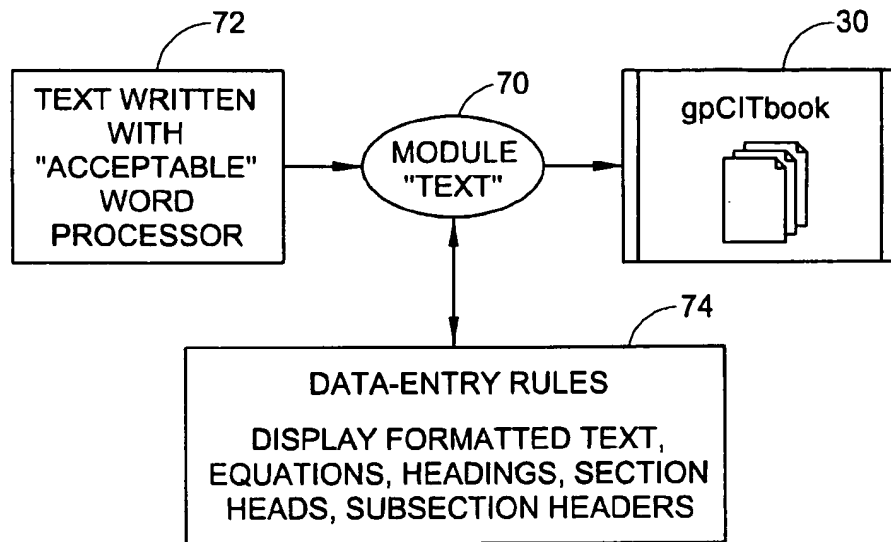 72
30
TEXT WRITTEN
WITH
"ACCEPTABLE"
WORD
PROCESSOR
70
MODULE
"TEXT"
gpCITbook
74
DATA-ENTRY RULES
DISPLAY FORMATTED TEXT,
EQUATIONS, HEADINGS, SECTION
HEADS, SUBSECTION HEADERS